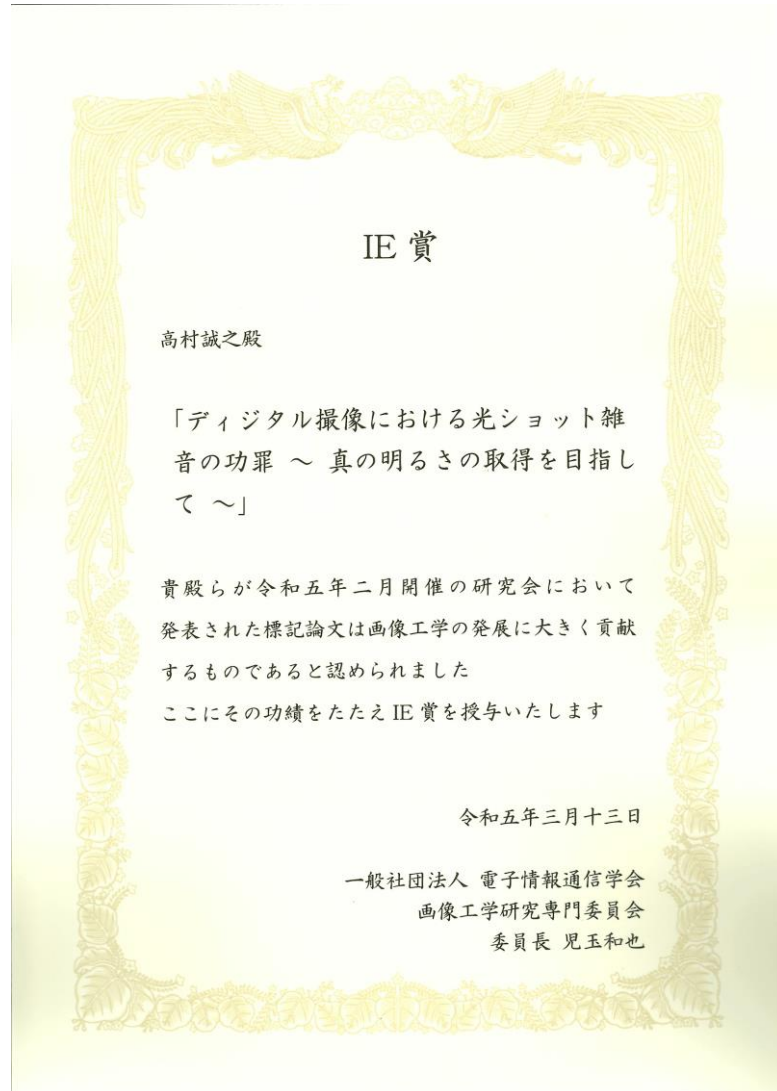 IE 賞
高村誠之殿
「ディジタル撮像における光ショット雑
音の功罪 ～ 真の明るさの取得を目指し
て ～」
貴殿らが令和五年二月開催の研究会において
発表された標記論文は画像工学の発展に大きく貢献
するものであると認められました
ここにその功績をたたえ IE 賞を授与いたします
令和五年三月十三日
一般社団法人 電子情報通信学会
画像工学研究専門委員会
委員長 児玉和也